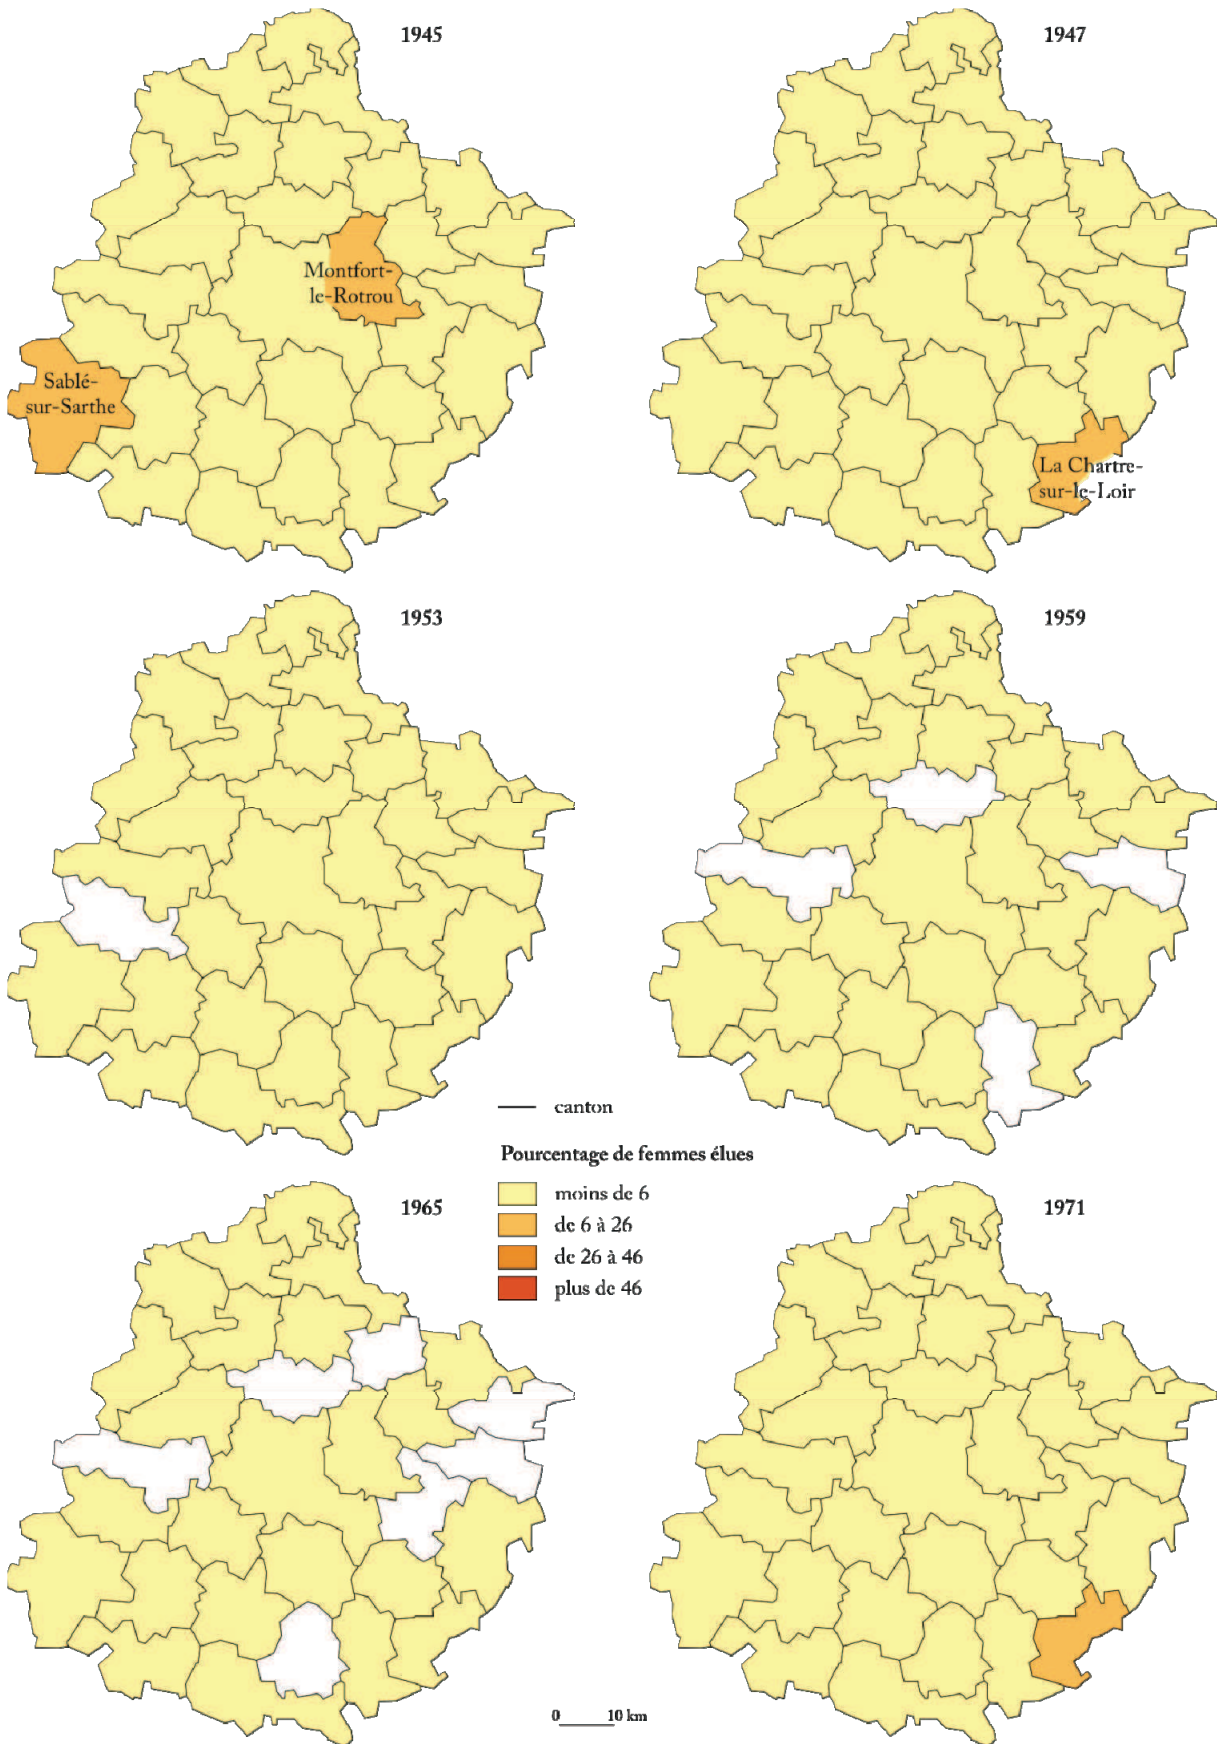 1945
1947
Montfort-
le-Rotrou
Sablé-
sur-Sarthe
La Chartre-
sur-le-Loir
1953
1959
canton
Pourcentage de femmes élues
moins de 6
de 6 à 26
de 26 à 46
plus de 46
1965
1971
0 10 km